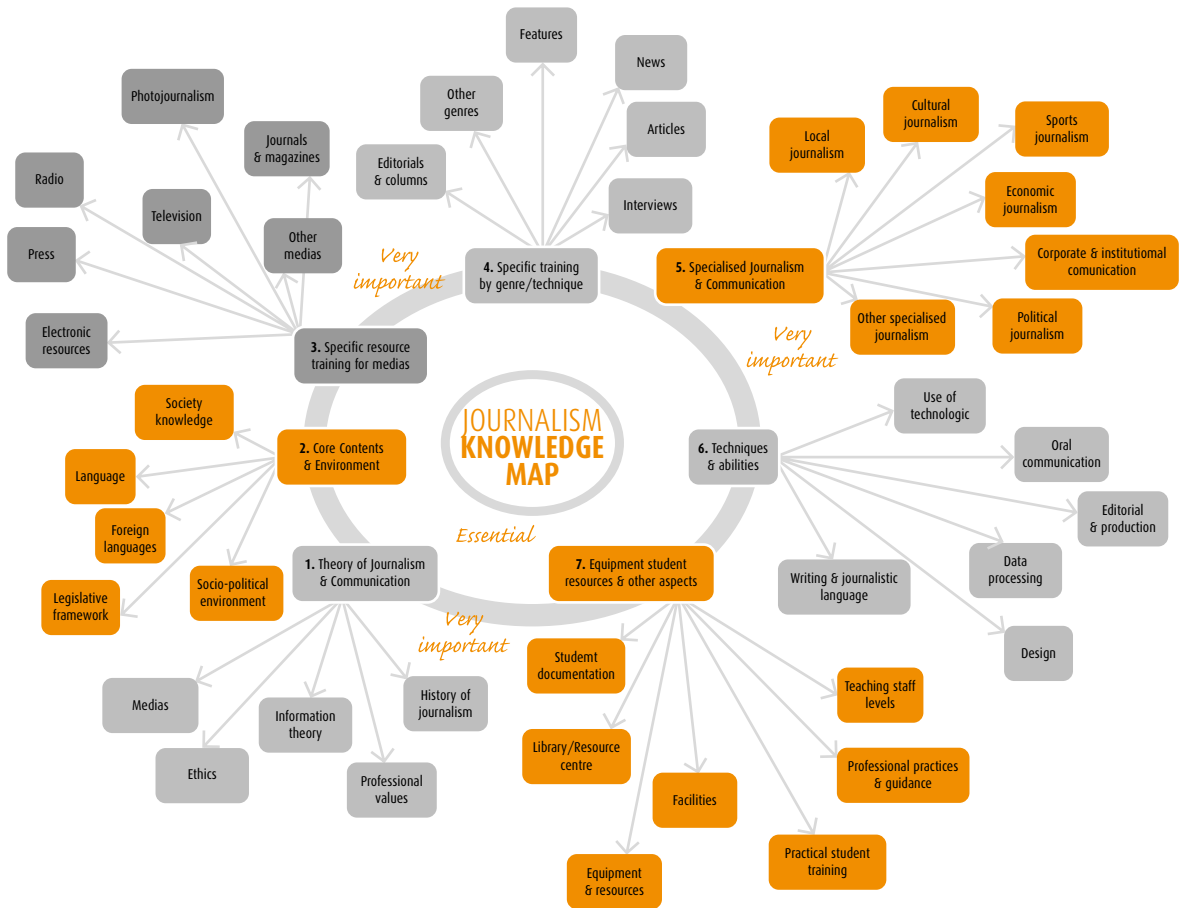 JOURNALISM
KNOWLEDGE
MAP
Essential
Very
important
Very
important
Very
important
1. Theory of Journalism
& Communication
Medias
Ethics
Information
theory
Professional
values
History of
journalism
2. Core Contents
& Environment
Society
knowledge
Language
Foreign
languages
Legislative
framework
Socio-political
environment
3. Specific resource
training for medias
Photojournalism
Journals
& magazines
Radio
Television
Press
Other
medias
Electronic
resources
4. Specific training
by genre/technique
Features
News
Other
genres
Articles
Editorials
& columns
Interviews
5. Specialised Journalism
& Communication
Local
journalism
Cultural
journalism
Sports
journalism
Economic
journalism
Corporate & institutiomal
comunication
Political
journalism
Other specialised
journalism
6. Techniques
& abilities
Use of
technologic
Oral
communication
Editorial
& production
Data
processing
Writing & journalistic
language
Design
7. Equipment student
resources & other aspects
Studemt
documentation
Library/Resource
centre
Equipment
& resources
Facilities
Practical student
training
Professional practices
& guidance
Teaching staff
levels